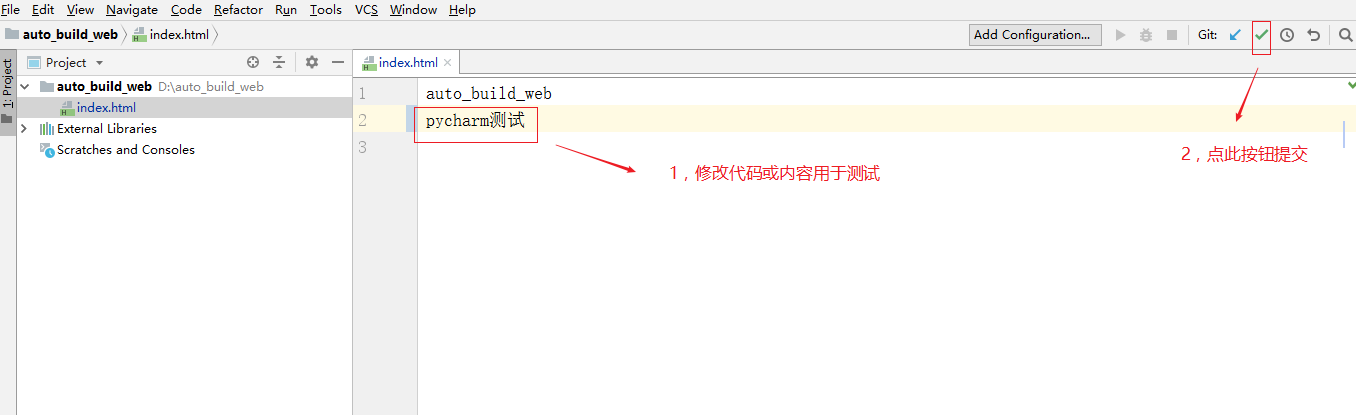 File Edit View Navigate Code Refactor Run Tools VCS Window Help
auto_build_web index.html Add Configuration... Git:
1: Project
Project
index.html
auto_build_web D:\auto_build_web
index.html
External Libraries
Scratches and Consoles
1 auto_build_web
2 pycharm测试
3
1，修改代码或内容用于测试
2，点此按钮提交